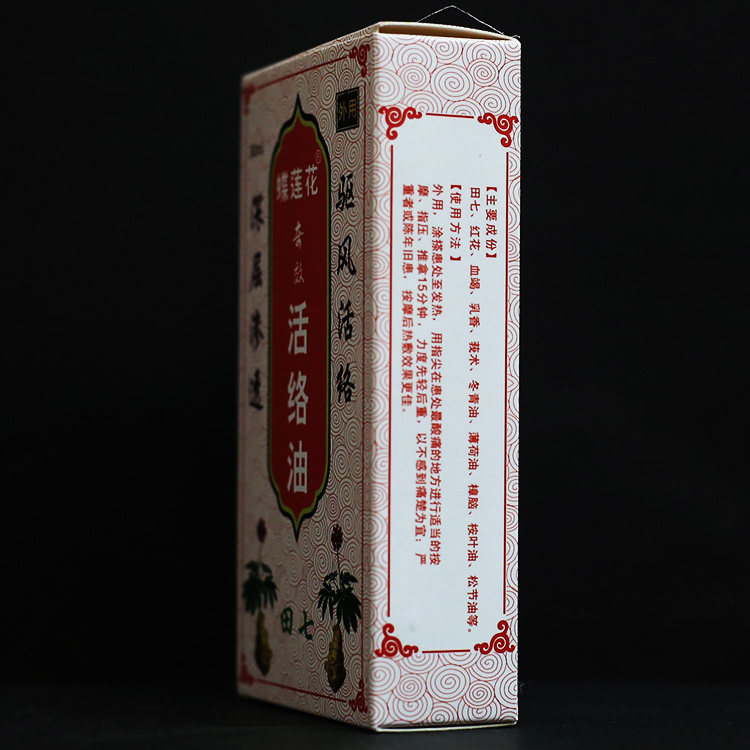 外用
驱风活络
蝶莲花®
奇效
活络油
深层渗透
田七
【主要成份】
田七、红花、血竭、乳香、莪术、冬青油、薄荷油、樟脑、桉叶油、松节油等。
【使用方法】
外用，涂搽患处至发热，用指尖在患处最酸痛的地方进行适当的按
摩、指压、推拿15分钟，力度先轻后重，以不感到痛楚为宜；严
重者或陈年旧患，按摩后热敷效果更佳。